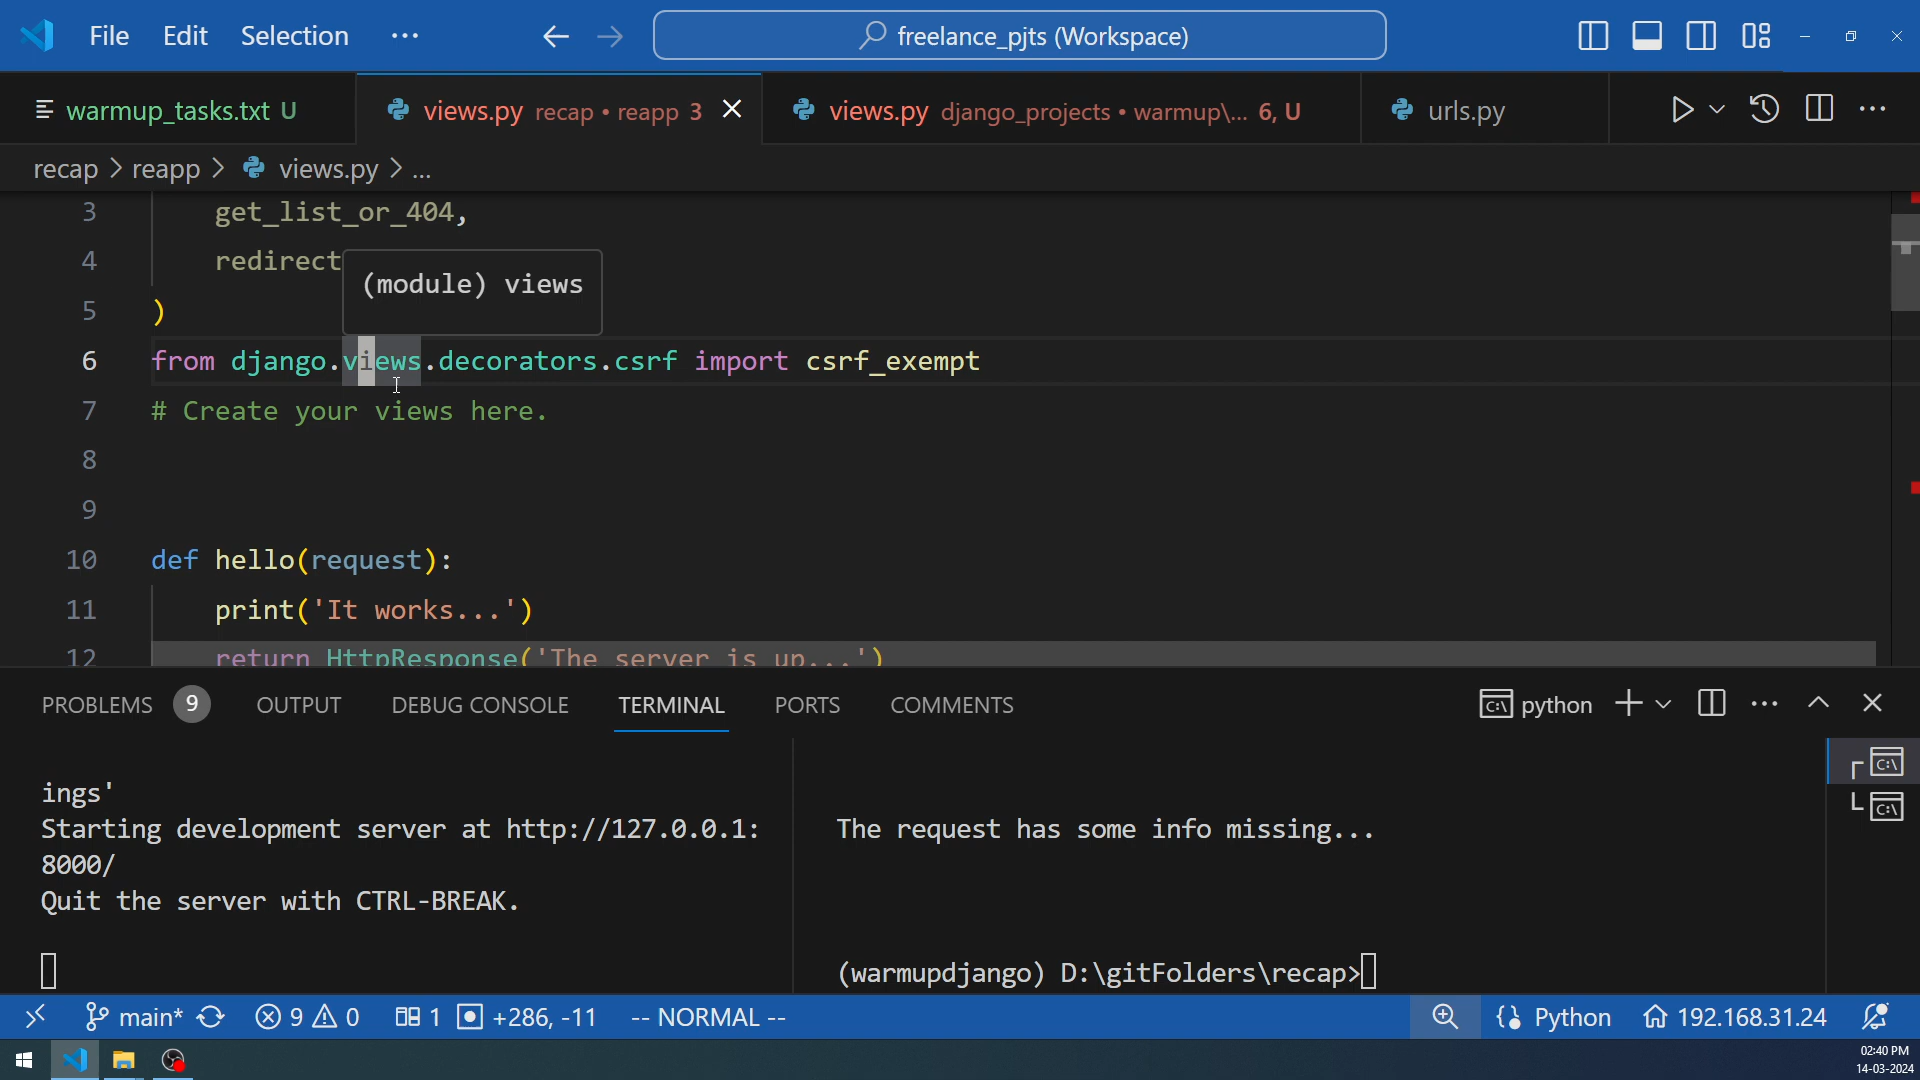 File Edit Selection ··· freelance_pjts (Workspace)
warmup_tasks.txt U views.py recap • reapp 3 views.py django_projects • warmup\... 6, U urls.py
recap > reapp > views.py > ...
3 get_list_or_404,
4 redirect
(module) views
5 )
6 from django.views.decorators.csrf import csrf_exempt
7 # Create your views here.
8
9
10 def hello(request):
11 print('It works...')
12 return HttpResponse('The server is up...')
PROBLEMS 9 OUTPUT DEBUG CONSOLE TERMINAL PORTS COMMENTS python
ings'
Starting development server at http://127.0.0.1:
8000/
Quit the server with CTRL-BREAK.
The request has some info missing...
(warmupdjango) D:\gitFolders\recap>
main* 9 0 1 +286, -11 -- NORMAL -- Python 192.168.31.24
02:40 PM
14-03-2024